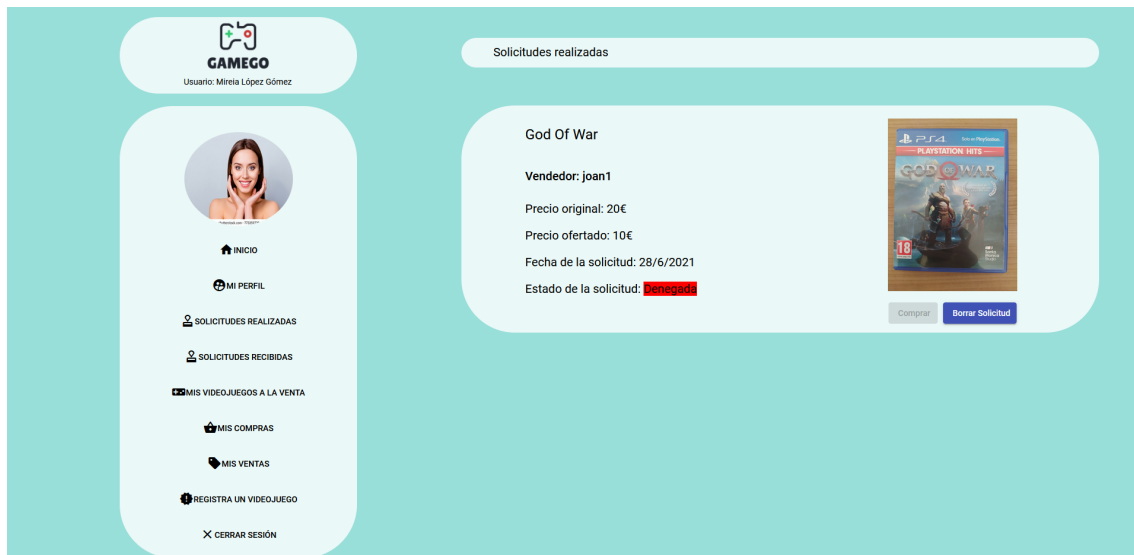 GAMEGO
Usuario: Mireia López Gómez
INICIO
MI PERFIL
SOLICITUDES REALIZADAS
SOLICITUDES RECIBIDAS
MIS VIDEOJUEGOS A LA VENTA
MIS COMPRAS
MIS VENTAS
REGISTRA UN VIDEOJUEGO
CERRAR SESIÓN
Solicitudes realizadas
God Of War
Vendedor: joan1
Precio original: 20€
Precio ofertado: 10€
Fecha de la solicitud: 28/6/2021
Estado de la solicitud: Denegada
PS4
PLAYSTATION HITS
GOD OF WAR
18
Comprar Borrar Solicitud